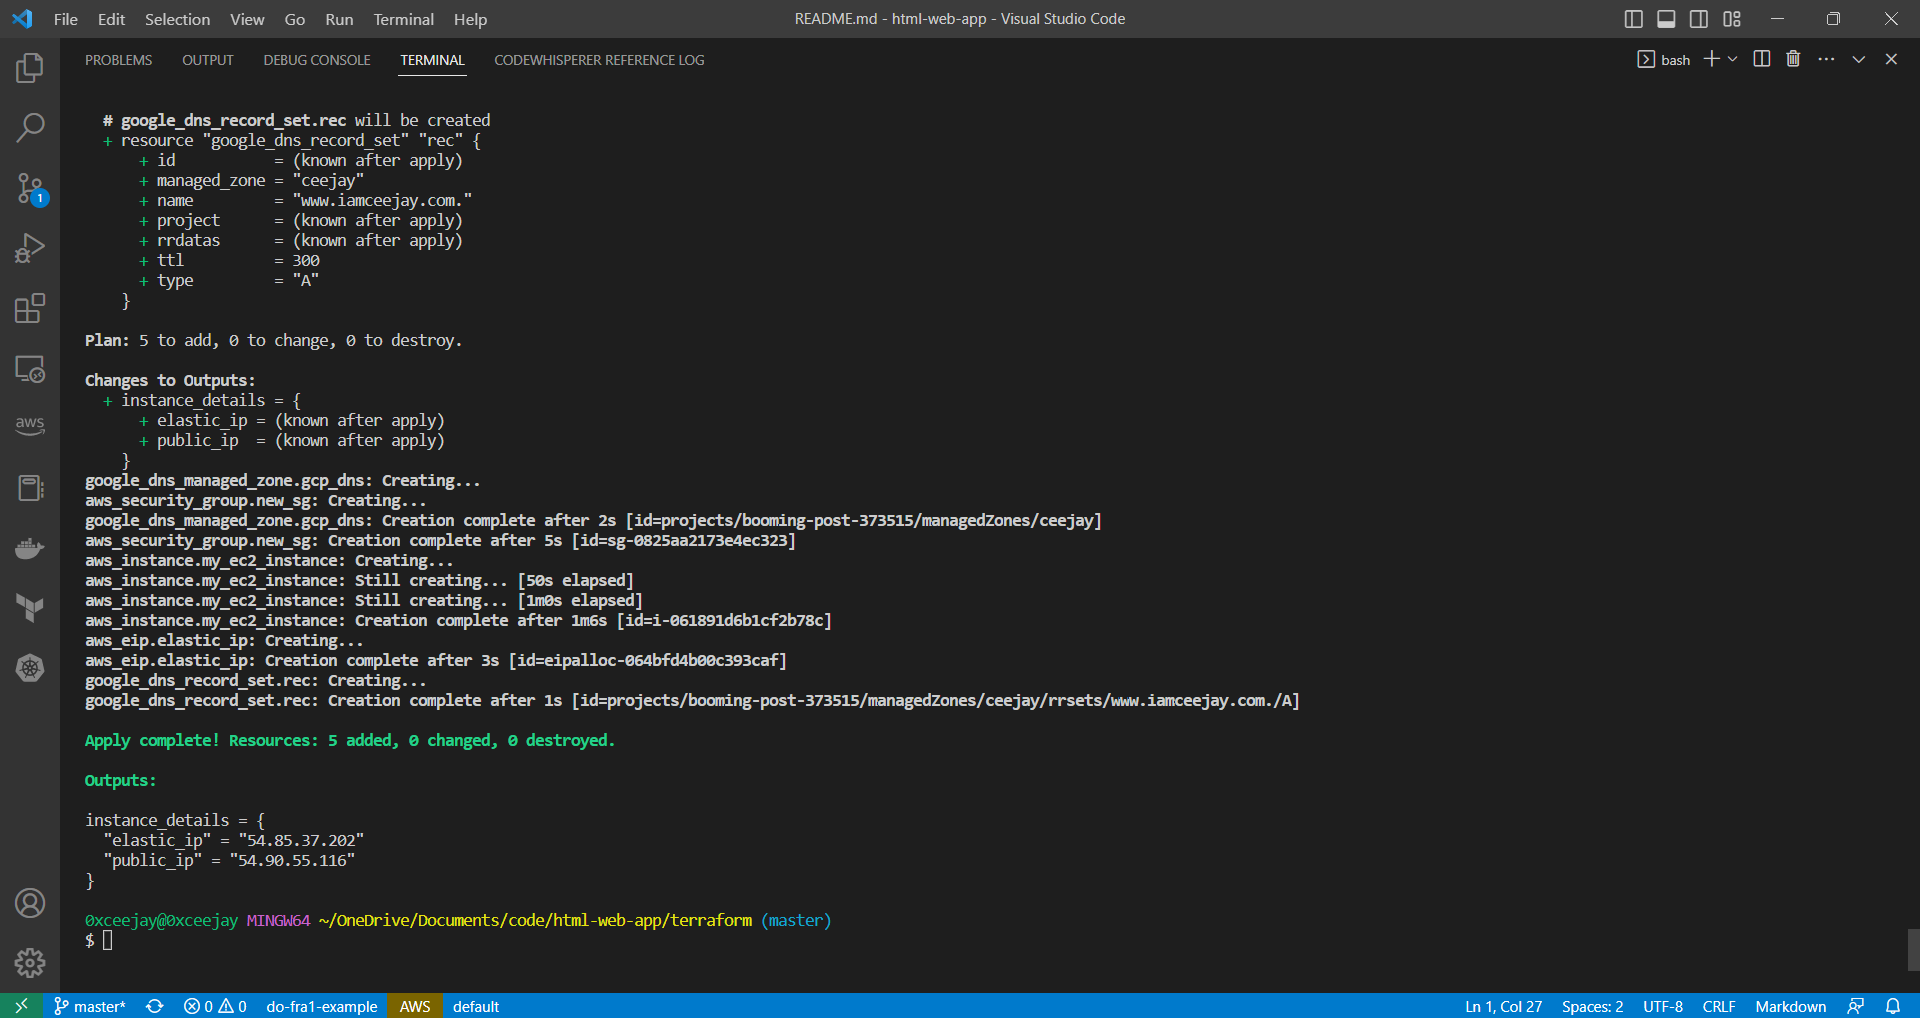 File Edit Selection View Go Run Terminal Help README.md - html-web-app - Visual Studio Code
PROBLEMS OUTPUT DEBUG CONSOLE TERMINAL CODEWHISPERER REFERENCE LOG bash
# google_dns_record_set.rec will be created
+ resource "google_dns_record_set" "rec" {
+ id = (known after apply)
+ managed_zone = "ceejay"
+ name = "www.iamceejay.com."
+ project = (known after apply)
+ rrdatas = (known after apply)
+ ttl = 300
+ type = "A"
}
Plan: 5 to add, 0 to change, 0 to destroy.
Changes to Outputs:
+ instance_details = {
+ elastic_ip = (known after apply)
+ public_ip = (known after apply)
}
google_dns_managed_zone.gcp_dns: Creating...
aws_security_group.new_sg: Creating...
google_dns_managed_zone.gcp_dns: Creation complete after 2s [id=projects/booming-post-373515/managedZones/ceejay]
aws_security_group.new_sg: Creation complete after 5s [id=sg-0825aa2173e4ec323]
aws_instance.my_ec2_instance: Creating...
aws_instance.my_ec2_instance: Still creating... [50s elapsed]
aws_instance.my_ec2_instance: Still creating... [1m0s elapsed]
aws_instance.my_ec2_instance: Creation complete after 1m6s [id=i-061891d6b1cf2b78c]
aws_eip.elastic_ip: Creating...
aws_eip.elastic_ip: Creation complete after 3s [id=eipalloc-064bfd4b00c393caf]
google_dns_record_set.rec: Creating...
google_dns_record_set.rec: Creation complete after 1s [id=projects/booming-post-373515/managedZones/ceejay/rrsets/www.iamceejay.com./A]
Apply complete! Resources: 5 added, 0 changed, 0 destroyed.
Outputs:
instance_details = {
"elastic_ip" = "54.85.37.202"
"public_ip" = "54.90.55.116"
}
0xceejay@0xceejay MINGW64 ~/OneDrive/Documents/code/html-web-app/terraform (master)
$
1
aws
master* 0 0 do-fra1-example AWS default Ln 1, Col 27 Spaces: 2 UTF-8 CRLF Markdown